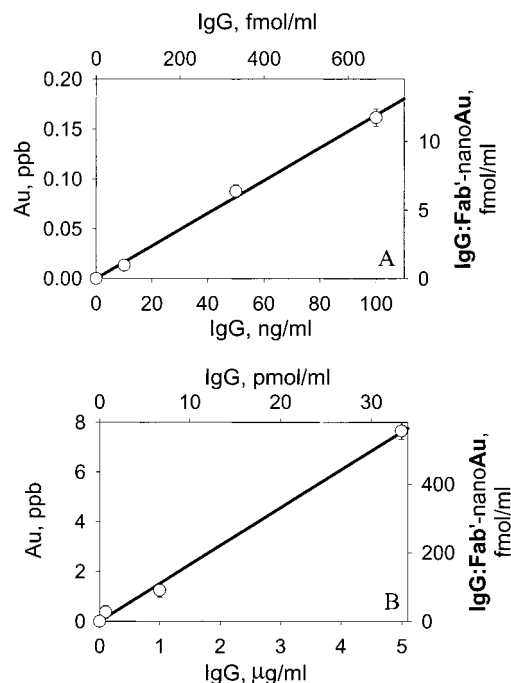 IgG, fmol/ml
0 200 400 600
0.20
0.15
0.10
0.05
0.00
Au, ppb
10
5
0
IgG:Fab'-nanoAu,
fmol/ml
A
0 20 40 60 80 100
IgG, ng/ml
IgG, pmol/ml
0 10 20 30
8
6
4
2
0
Au, ppb
400
200
0
IgG:Fab'-nanoAu,
fmol/ml
B
0 1 2 3 4 5
IgG, μg/ml